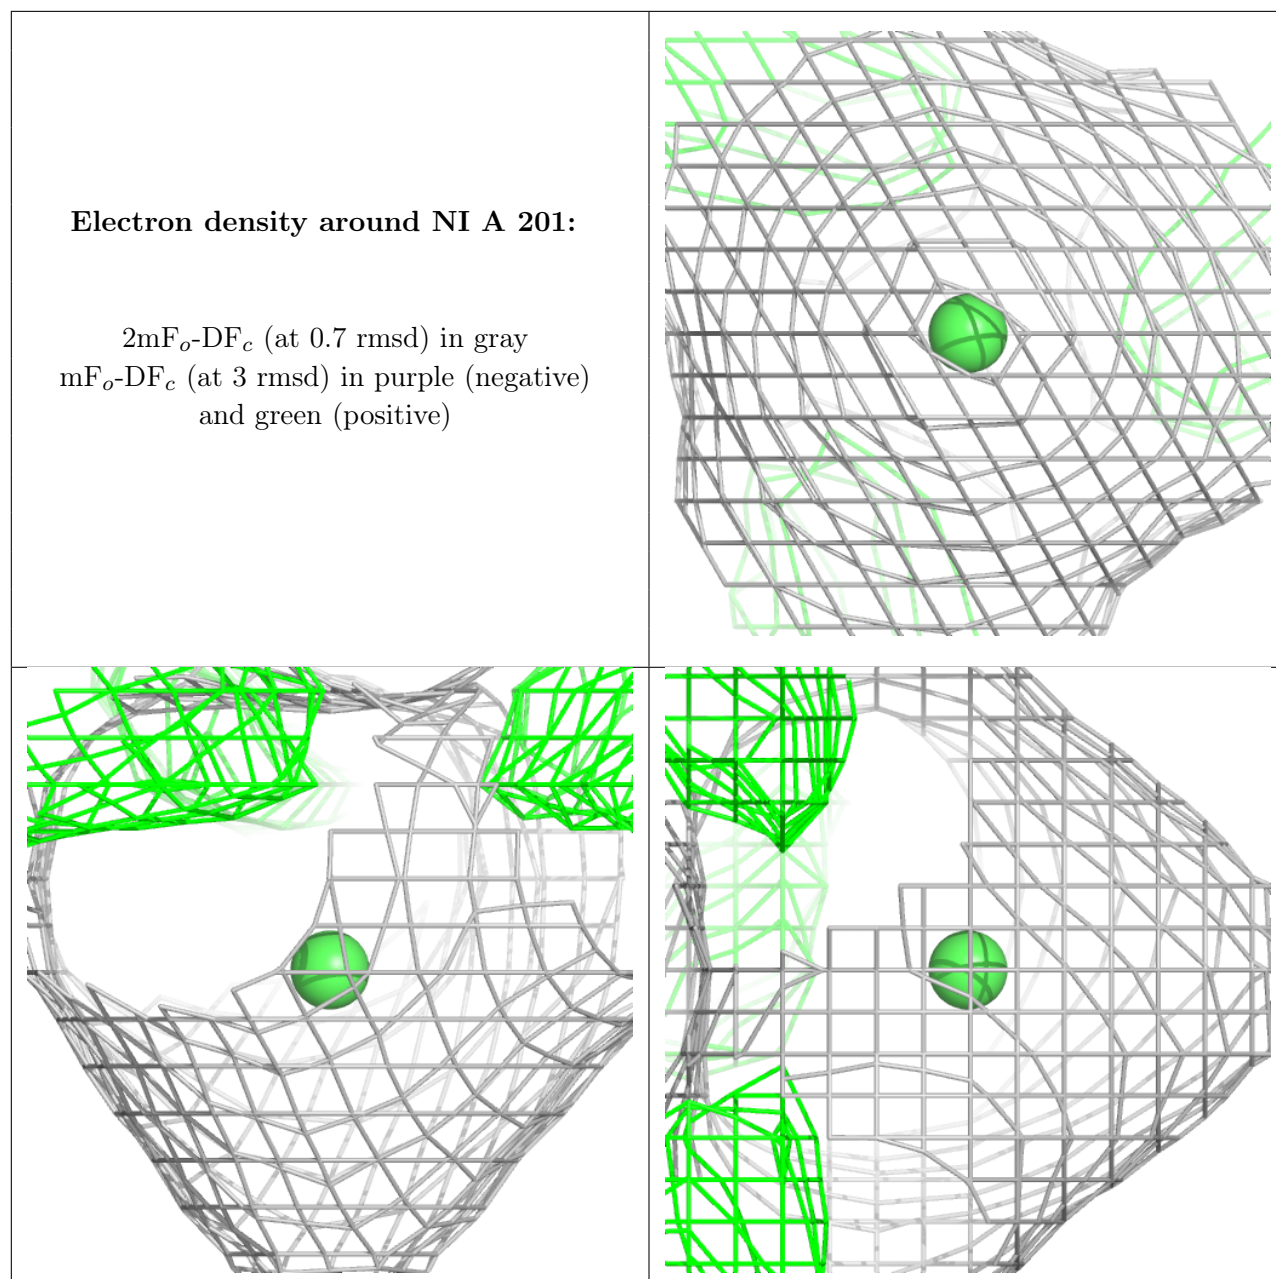 Electron density around NI A 201:
2mFo-DFc (at 0.7 rmsd) in gray
mFo-DFc (at 3 rmsd) in purple (negative)
and green (positive)